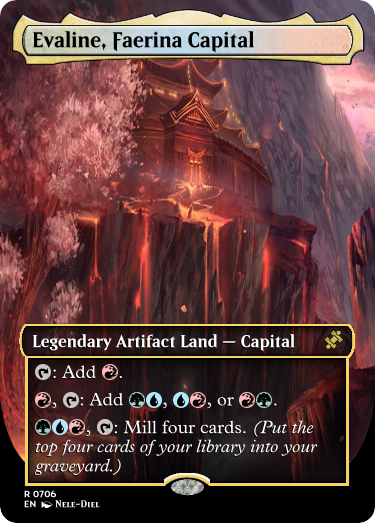 Evaline, Faerina Capital
Legendary Artifact Land — Capital
: Add .
, : Add , , or .
, : Mill four cards. (Put the
top four cards of your library into your
graveyard.)
R 0706
EN Nele-Diel